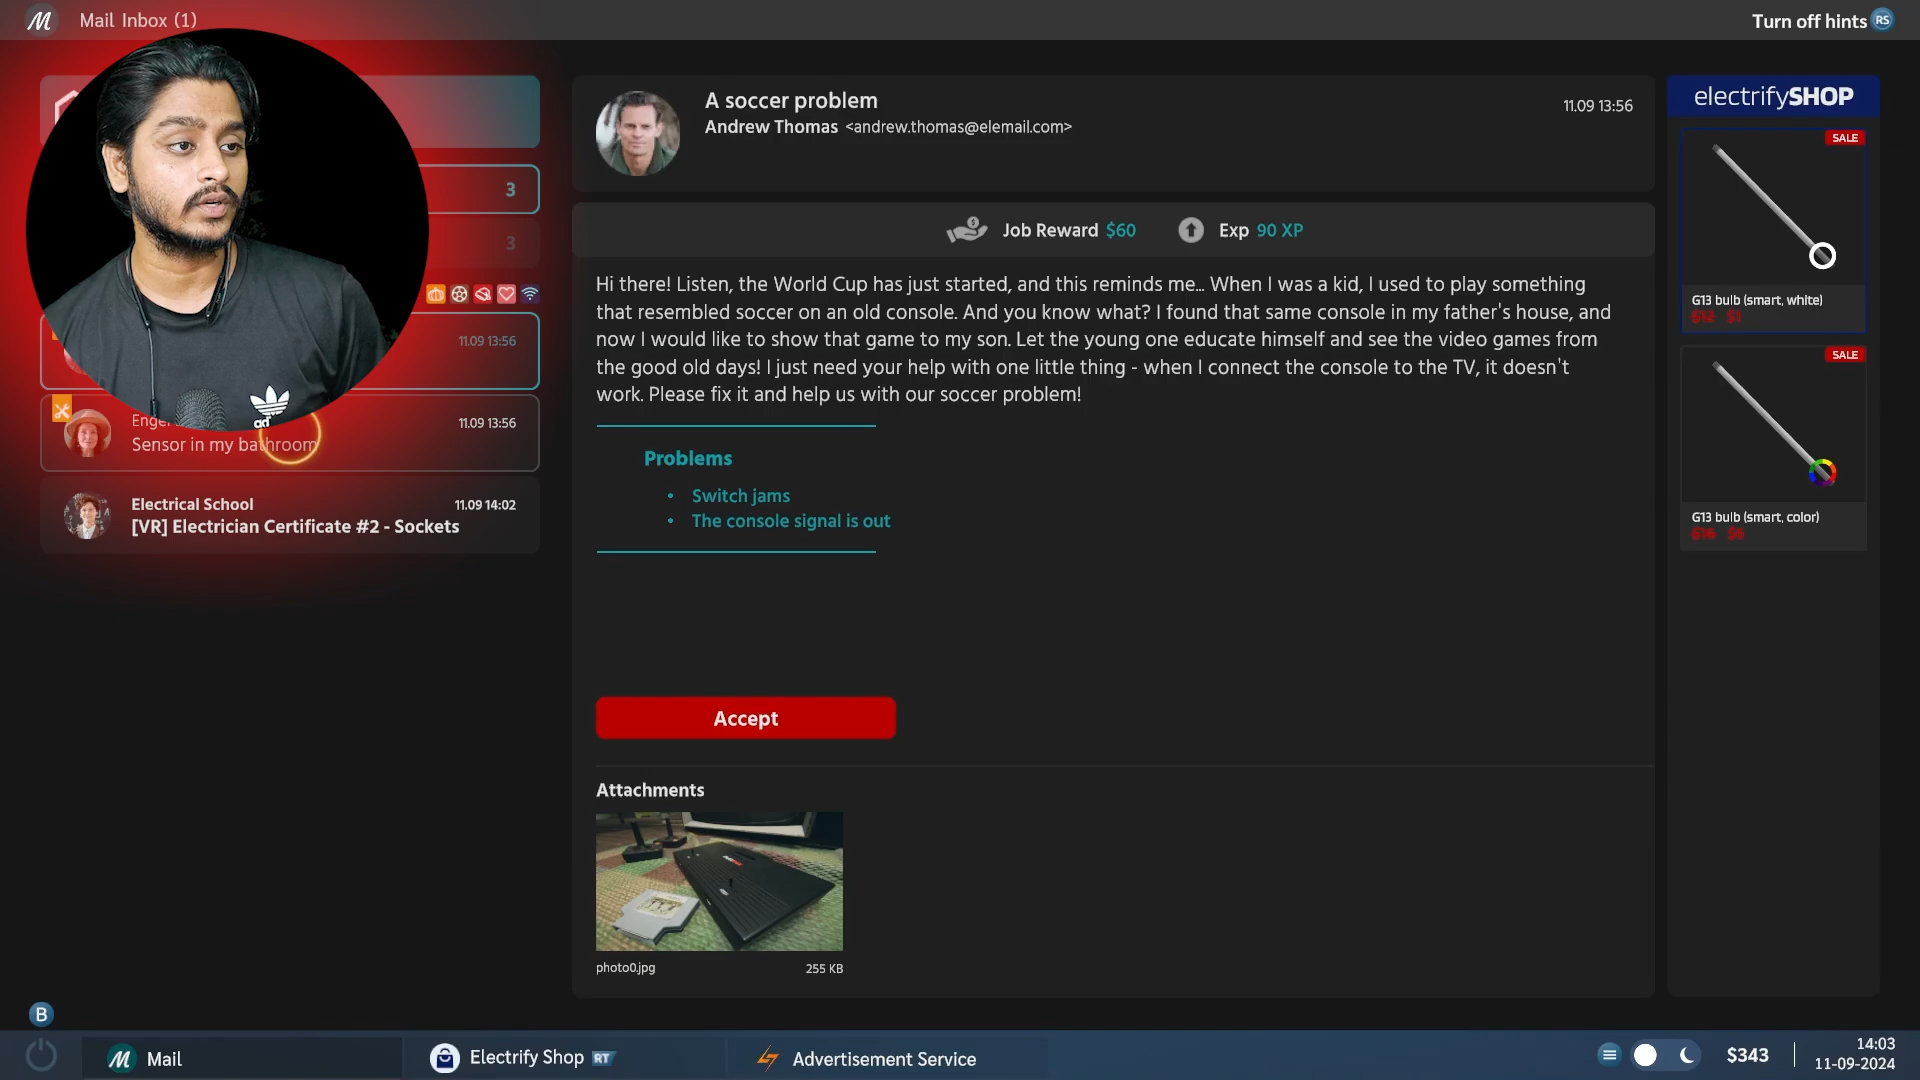 M Mail Inbox (1)
Turn off hints RS
3
3
11.09 13:56
11.09 13:56
Sensor in my bathroom
Electrical School
11.09 14:02
[VR] Electrician Certificate #2 - Sockets
A soccer problem
11.09 13:56
Andrew Thomas <andrew.thomas@elemail.com>
Job Reward $60
Exp 90 XP
Hi there! Listen, the World Cup has just started, and this reminds me... When I was a kid, I used to play something
that resembled soccer on an old console. And you know what? I found that same console in my father's house, and
now I would like to show that game to my son. Let the young one educate himself and see the video games from
the good old days! I just need your help with one little thing - when I connect the console to the TV, it doesn't
work. Please fix it and help us with our soccer problem!
Problems
• Switch jams
• The console signal is out
Accept
Attachments
photo0.jpg
255 KB
electrifySHOP
SALE
G13 bulb (smart, white)
$12 $1
SALE
G13 bulb (smart, color)
B
M Mail
Electrify Shop RT
Advertisement Service
$343
14:03
11-09-2024